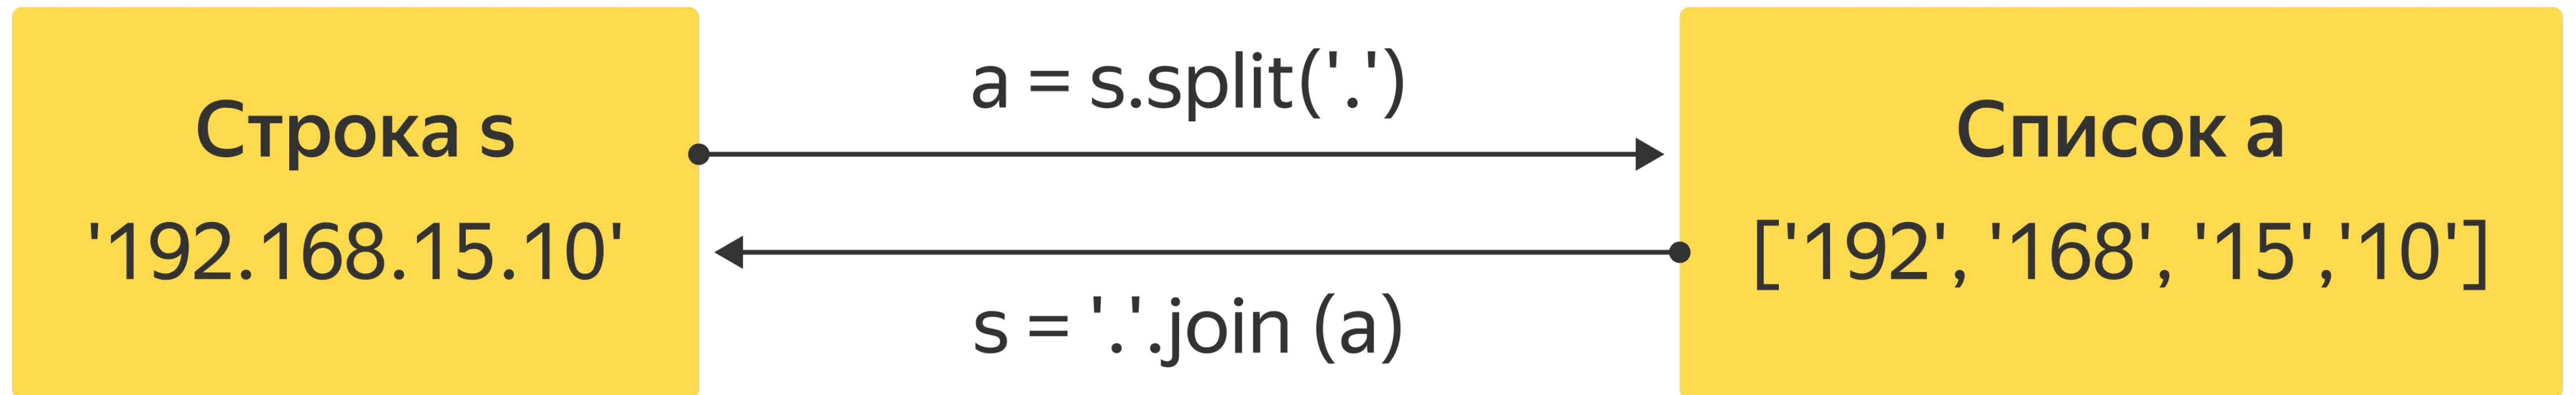 Строка s
'192.168.15.10'
a = s.split('.')
s = '.'.join (a)
Список a
['192', '168', '15','10']